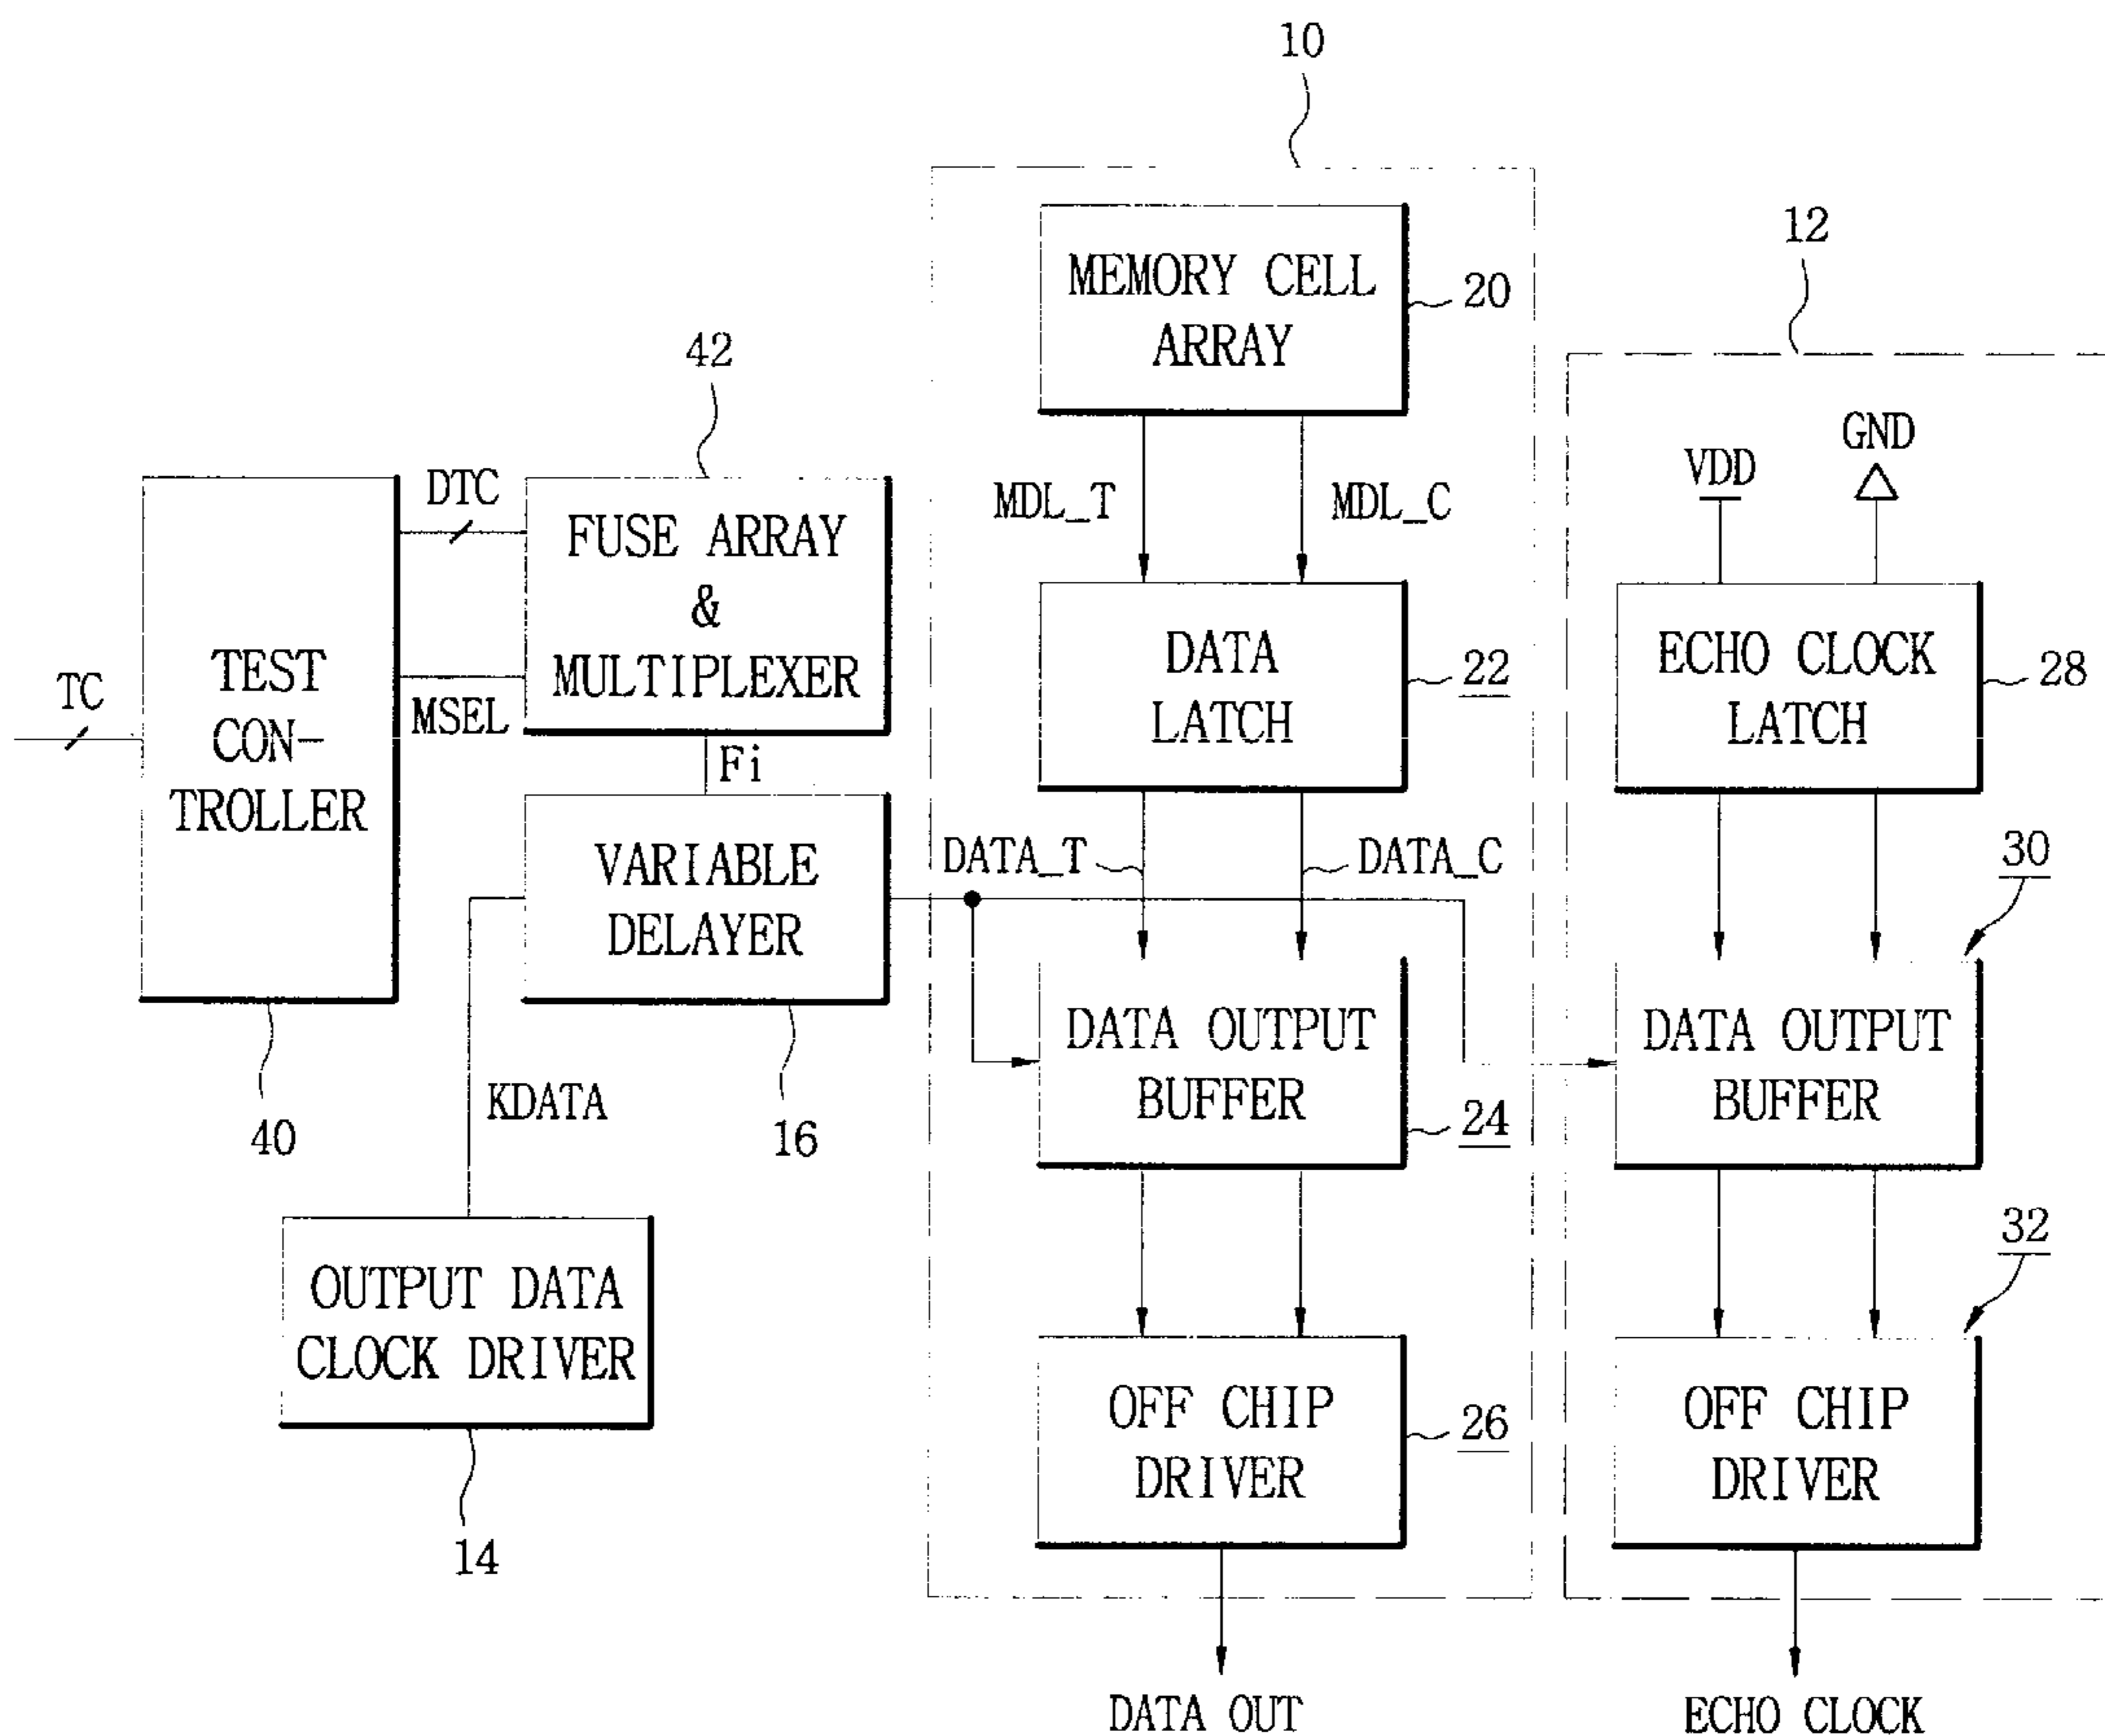 10
MEMORY CELL
ARRAY
20
12
42
MDL_T
MDL_C
VDD
GND
DTC
FUSE ARRAY
&
MULTIPLEXER
MSEL
TC
TEST
CON-
TROLLER
40
Fi
DATA
LATCH
22
ECHO CLOCK
LATCH
28
VARIABLE
DELAYER
16
DATA_T
DATA_C
30
DATA OUTPUT
BUFFER
24
DATA OUTPUT
BUFFER
KDATA
OUTPUT DATA
CLOCK DRIVER
14
32
OFF CHIP
DRIVER
26
OFF CHIP
DRIVER
DATA OUT
ECHO CLOCK